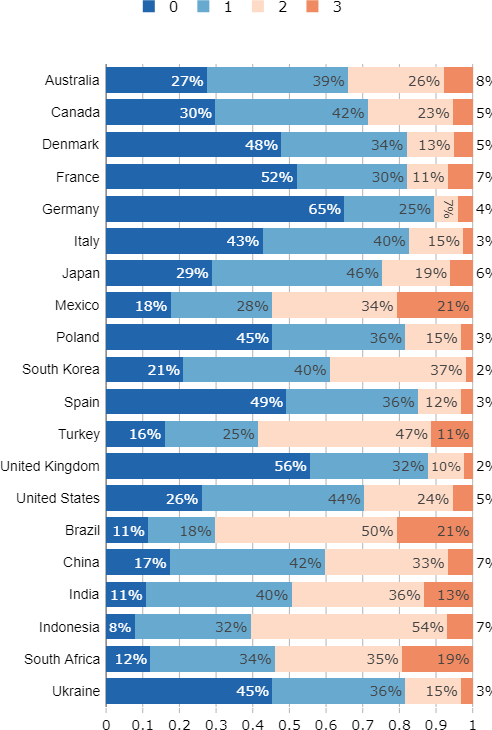 0 1 2 3
Australia 27% 39% 26% 8%
Canada 30% 42% 23% 5%
Denmark 48% 34% 13% 5%
France 52% 30% 11% 7%
Germany 65% 25% 7% 4%
Italy 43% 40% 15% 3%
Japan 29% 46% 19% 6%
Mexico 18% 28% 34% 21%
Poland 45% 36% 15% 3%
South Korea 21% 40% 37% 2%
Spain 49% 36% 12% 3%
Turkey 16% 25% 47% 11%
United Kingdom 56% 32% 10% 2%
United States 26% 44% 24% 5%
Brazil 11% 18% 50% 21%
China 17% 42% 33% 7%
India 11% 40% 36% 13%
Indonesia 8% 32% 54% 7%
South Africa 12% 34% 35% 19%
Ukraine 45% 36% 15% 3%
0 0.1 0.2 0.3 0.4 0.5 0.6 0.7 0.8 0.9 1